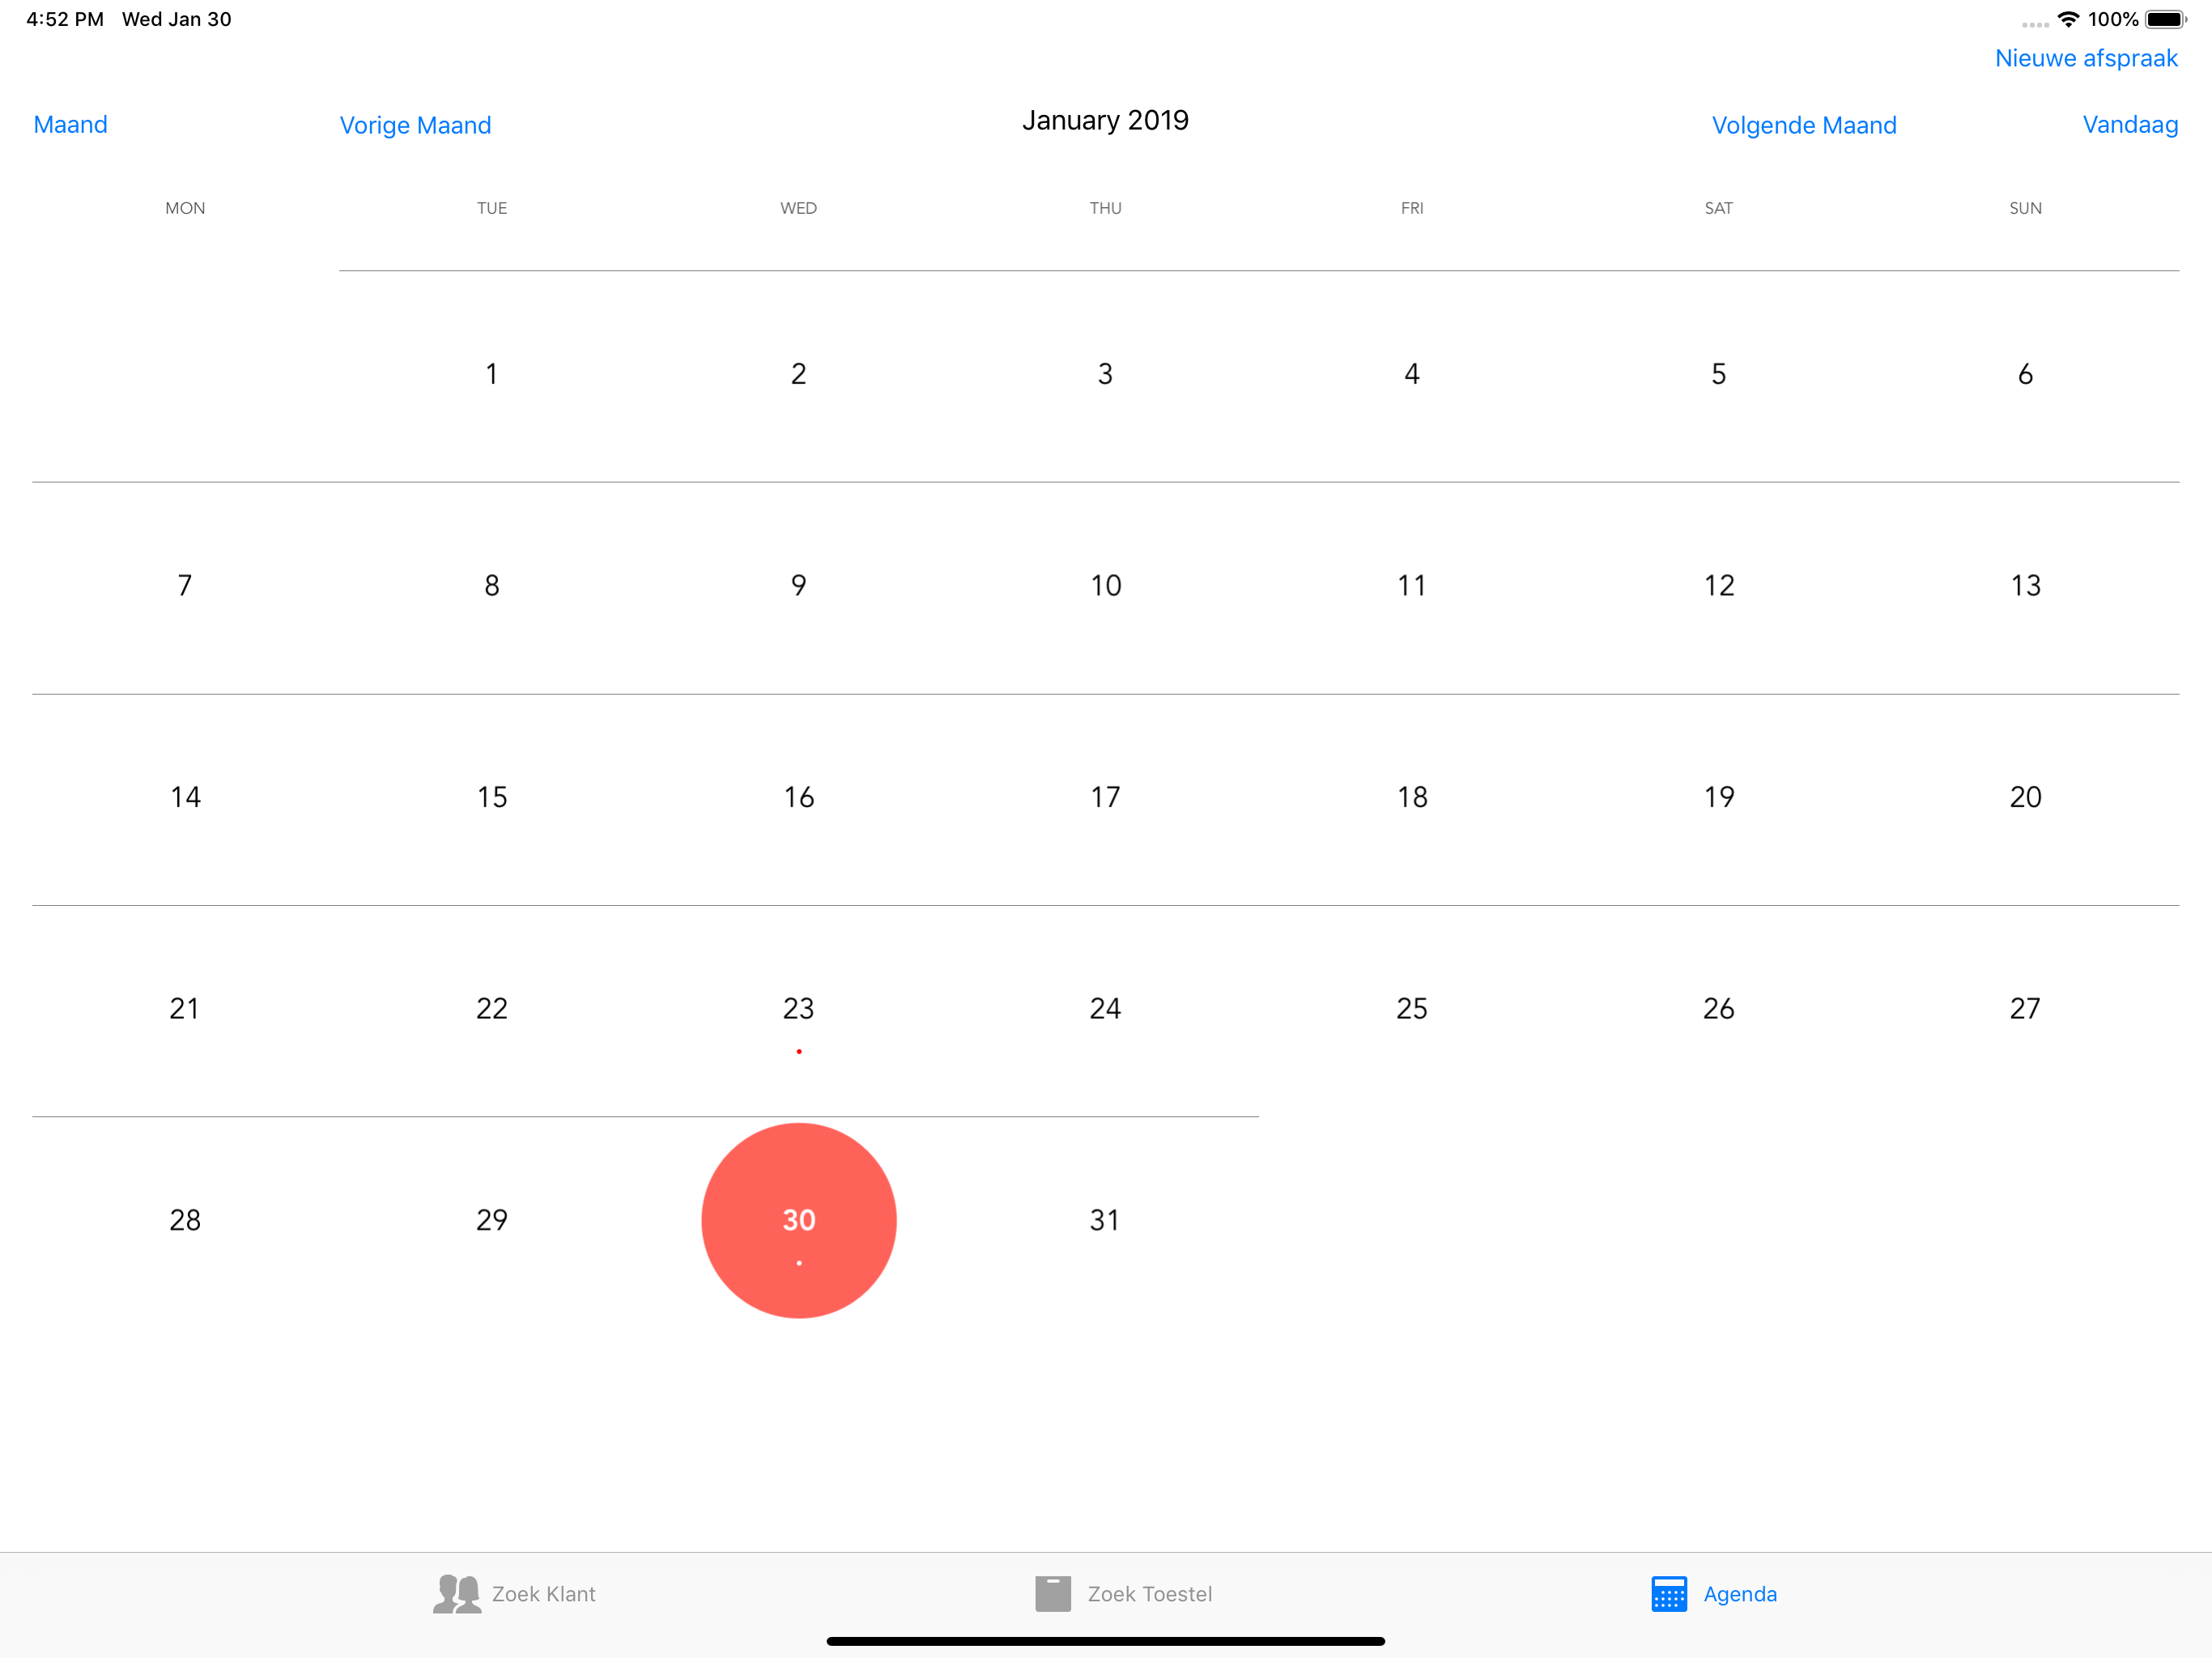 4:52 PM Wed Jan 30 100%
Nieuwe afspraak
Maand Vorige Maand January 2019 Volgende Maand Vandaag
MON TUE WED THU FRI SAT SUN
1 2 3 4 5 6
7 8 9 10 11 12 13
14 15 16 17 18 19 20
21 22 23 24 25 26 27
28 29 30 31
Zoek Klant Zoek Toestel Agenda